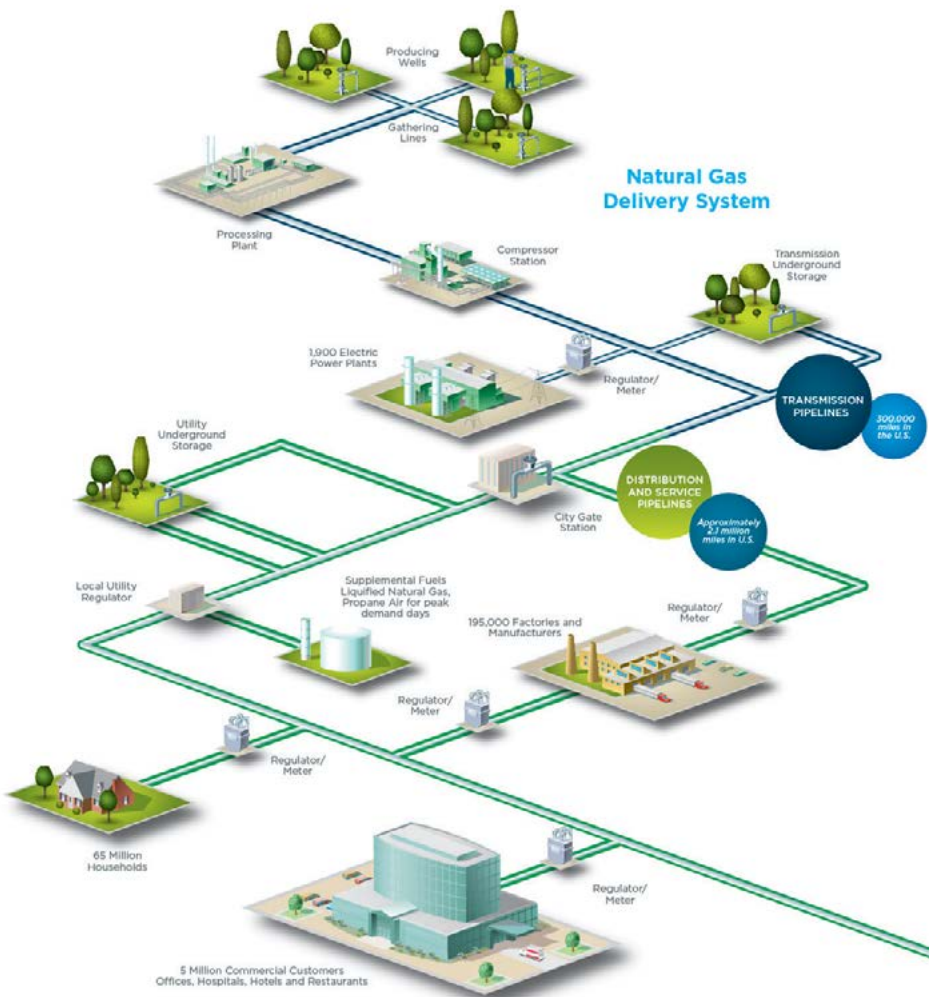 Producing
Wells
Gathering
Lines
Natural Gas
Delivery System
Processing
Plant
Compressor
Station
Transmission
Underground
Storage
1,900 Electric
Power Plants
Regulator/
Meter
TRANSMISSION
PIPELINES
300,000
miles in
the U.S.
Utility
Underground
Storage
DISTRIBUTION
AND SERVICE
PIPELINES
City Gate
Station
Approximately
2.1 million
miles in U.S.
Local Utility
Regulator
Supplemental Fuels
Liquified Natural Gas,
Propane Air for peak
demand days
195,000 Factories and
Manufacturers
Regulator/
Meter
Regulator/
Meter
Regulator/
Meter
65 Million
Households
Regulator/
Meter
5 Million Commercial Customers
Offices, Hospitals, Hotels and Restaurants